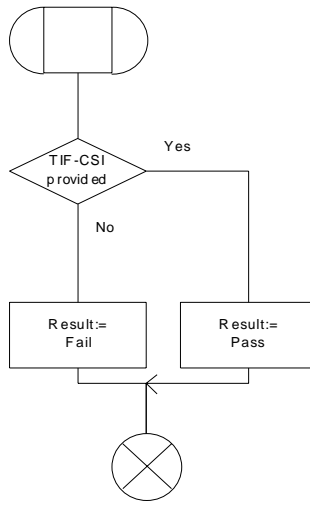 TIF-CSI
provided
Yes
No
Result:=
Fail
Result:=
Pass